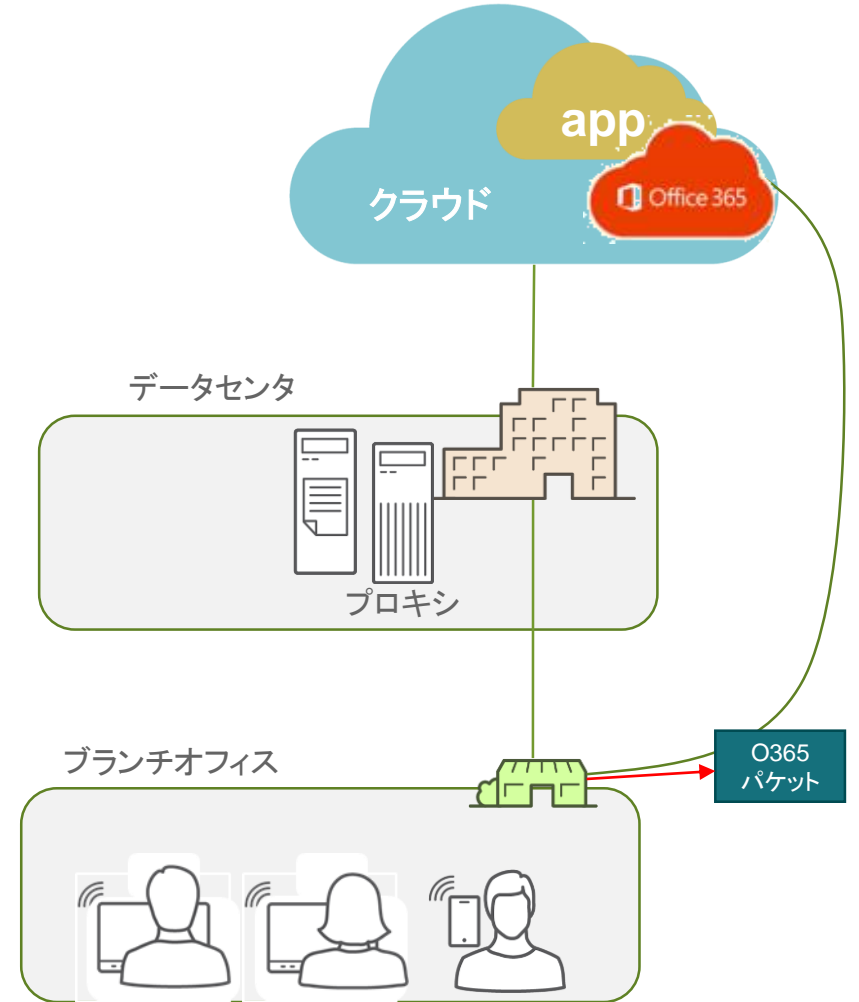 app
クラウド
Office 365
データセンタ
プロキシ
ブランチオフィス
O365
パケット